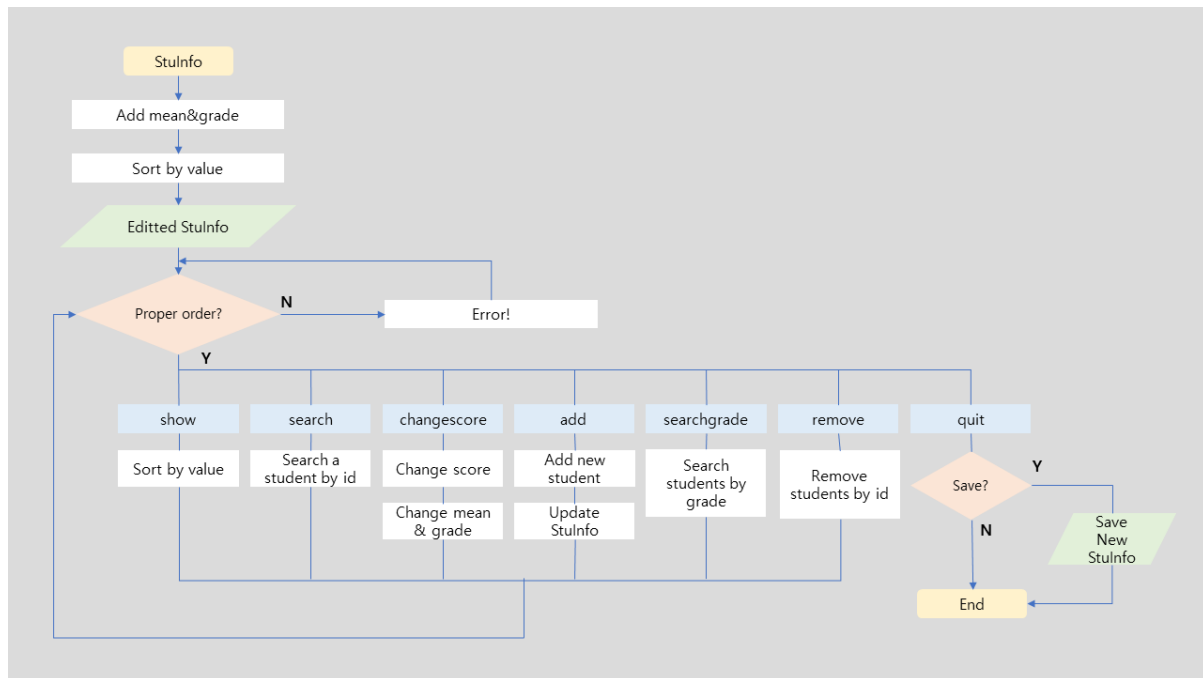 StuInfo
Add mean&grade
Sort by value
Editted StuInfo
Proper order?
N
Error!
Y
show
search
changescore
add
searchgrade
remove
quit
Sort by value
Search a
student by id
Change score
Change mean
& grade
Add new
student
Update
StuInfo
Search
students by
grade
Remove
students by id
Save?
Y
N
Save
New
StuInfo
End